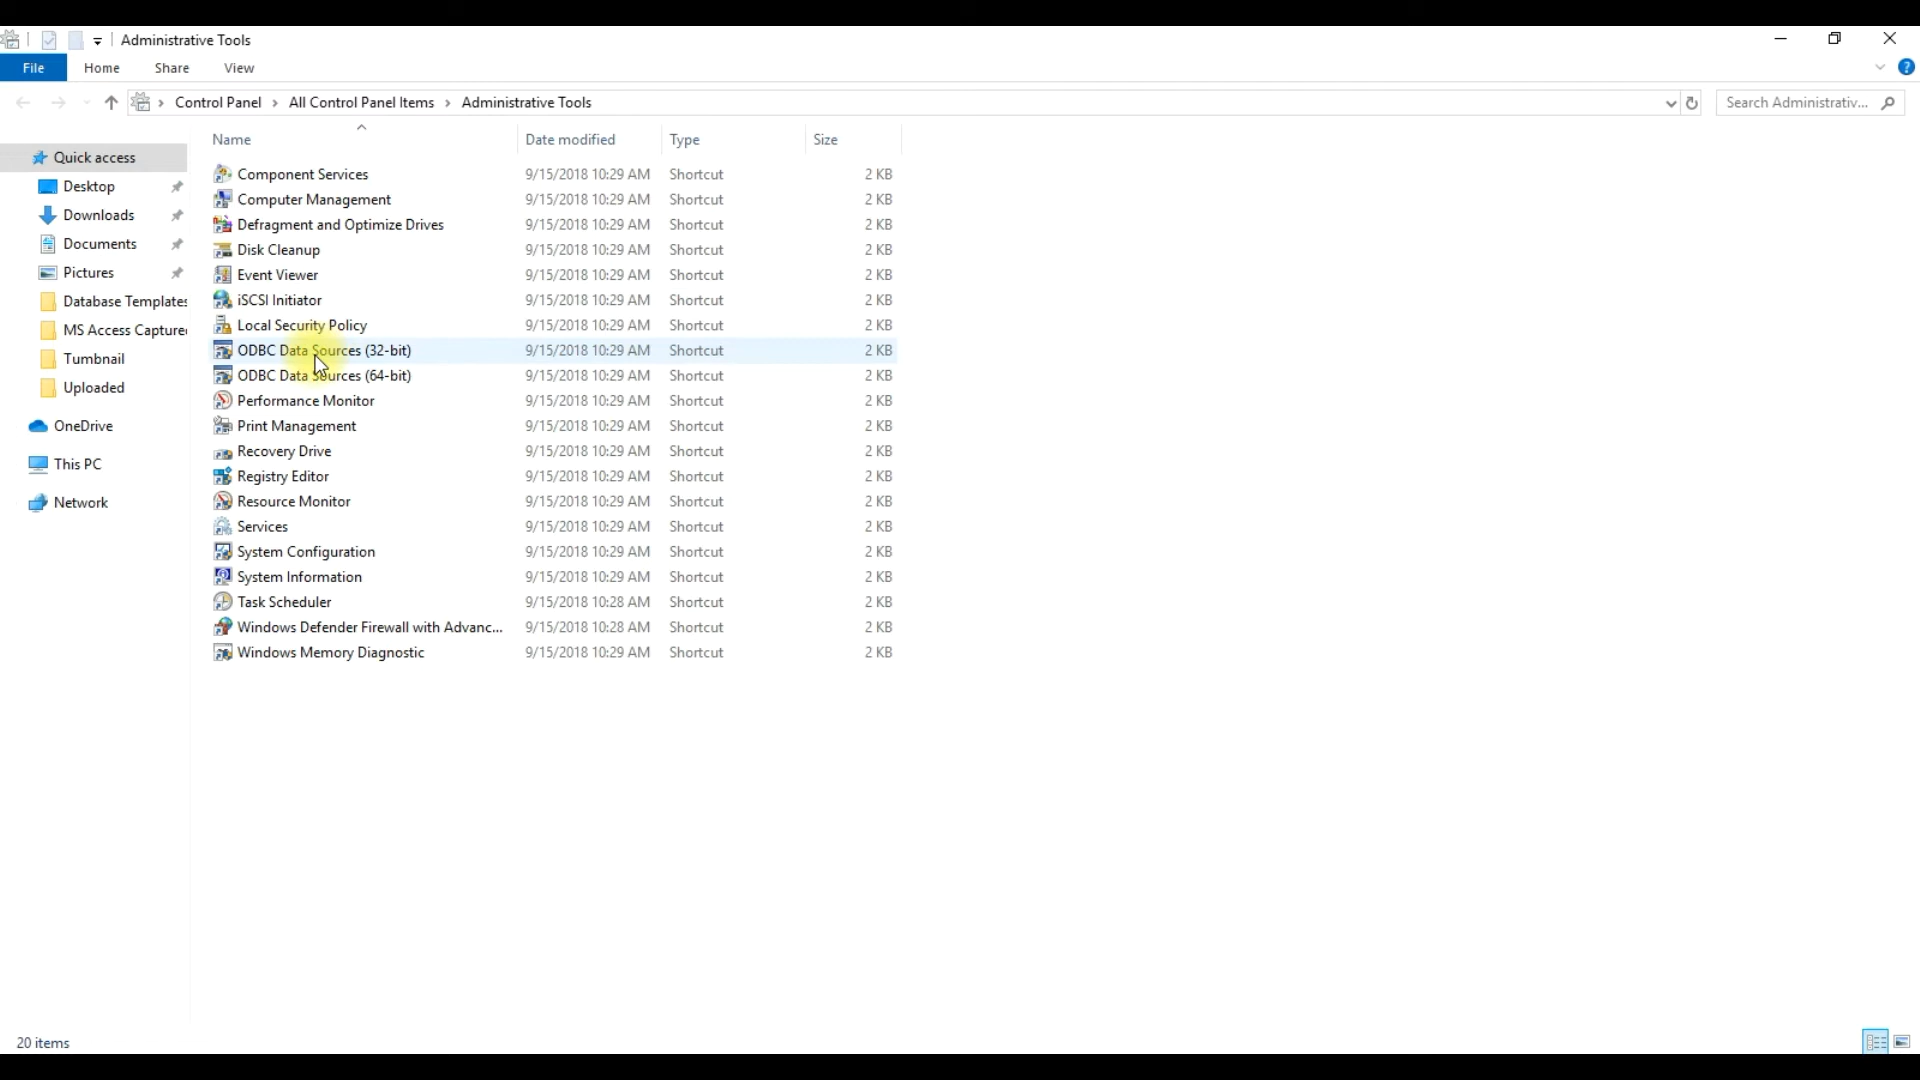 Administrative Tools
File Home Share View
Control Panel › All Control Panel Items › Administrative Tools
Search Administrativ...
Name Date modified Type Size
Quick access
Desktop
Downloads
Documents
Pictures
Database Templates
MS Access Capture
Tumbnail
Uploaded
OneDrive
This PC
Network
Component Services 9/15/2018 10:29 AM Shortcut 2 KB
Computer Management 9/15/2018 10:29 AM Shortcut 2 KB
Defragment and Optimize Drives 9/15/2018 10:29 AM Shortcut 2 KB
Disk Cleanup 9/15/2018 10:29 AM Shortcut 2 KB
Event Viewer 9/15/2018 10:29 AM Shortcut 2 KB
iSCSI Initiator 9/15/2018 10:29 AM Shortcut 2 KB
Local Security Policy 9/15/2018 10:29 AM Shortcut 2 KB
ODBC Data Sources (32-bit) 9/15/2018 10:29 AM Shortcut 2 KB
ODBC Data Sources (64-bit) 9/15/2018 10:29 AM Shortcut 2 KB
Performance Monitor 9/15/2018 10:29 AM Shortcut 2 KB
Print Management 9/15/2018 10:29 AM Shortcut 2 KB
Recovery Drive 9/15/2018 10:29 AM Shortcut 2 KB
Registry Editor 9/15/2018 10:29 AM Shortcut 2 KB
Resource Monitor 9/15/2018 10:29 AM Shortcut 2 KB
Services 9/15/2018 10:29 AM Shortcut 2 KB
System Configuration 9/15/2018 10:29 AM Shortcut 2 KB
System Information 9/15/2018 10:29 AM Shortcut 2 KB
Task Scheduler 9/15/2018 10:28 AM Shortcut 2 KB
Windows Defender Firewall with Advanc... 9/15/2018 10:28 AM Shortcut 2 KB
Windows Memory Diagnostic 9/15/2018 10:29 AM Shortcut 2 KB
20 items